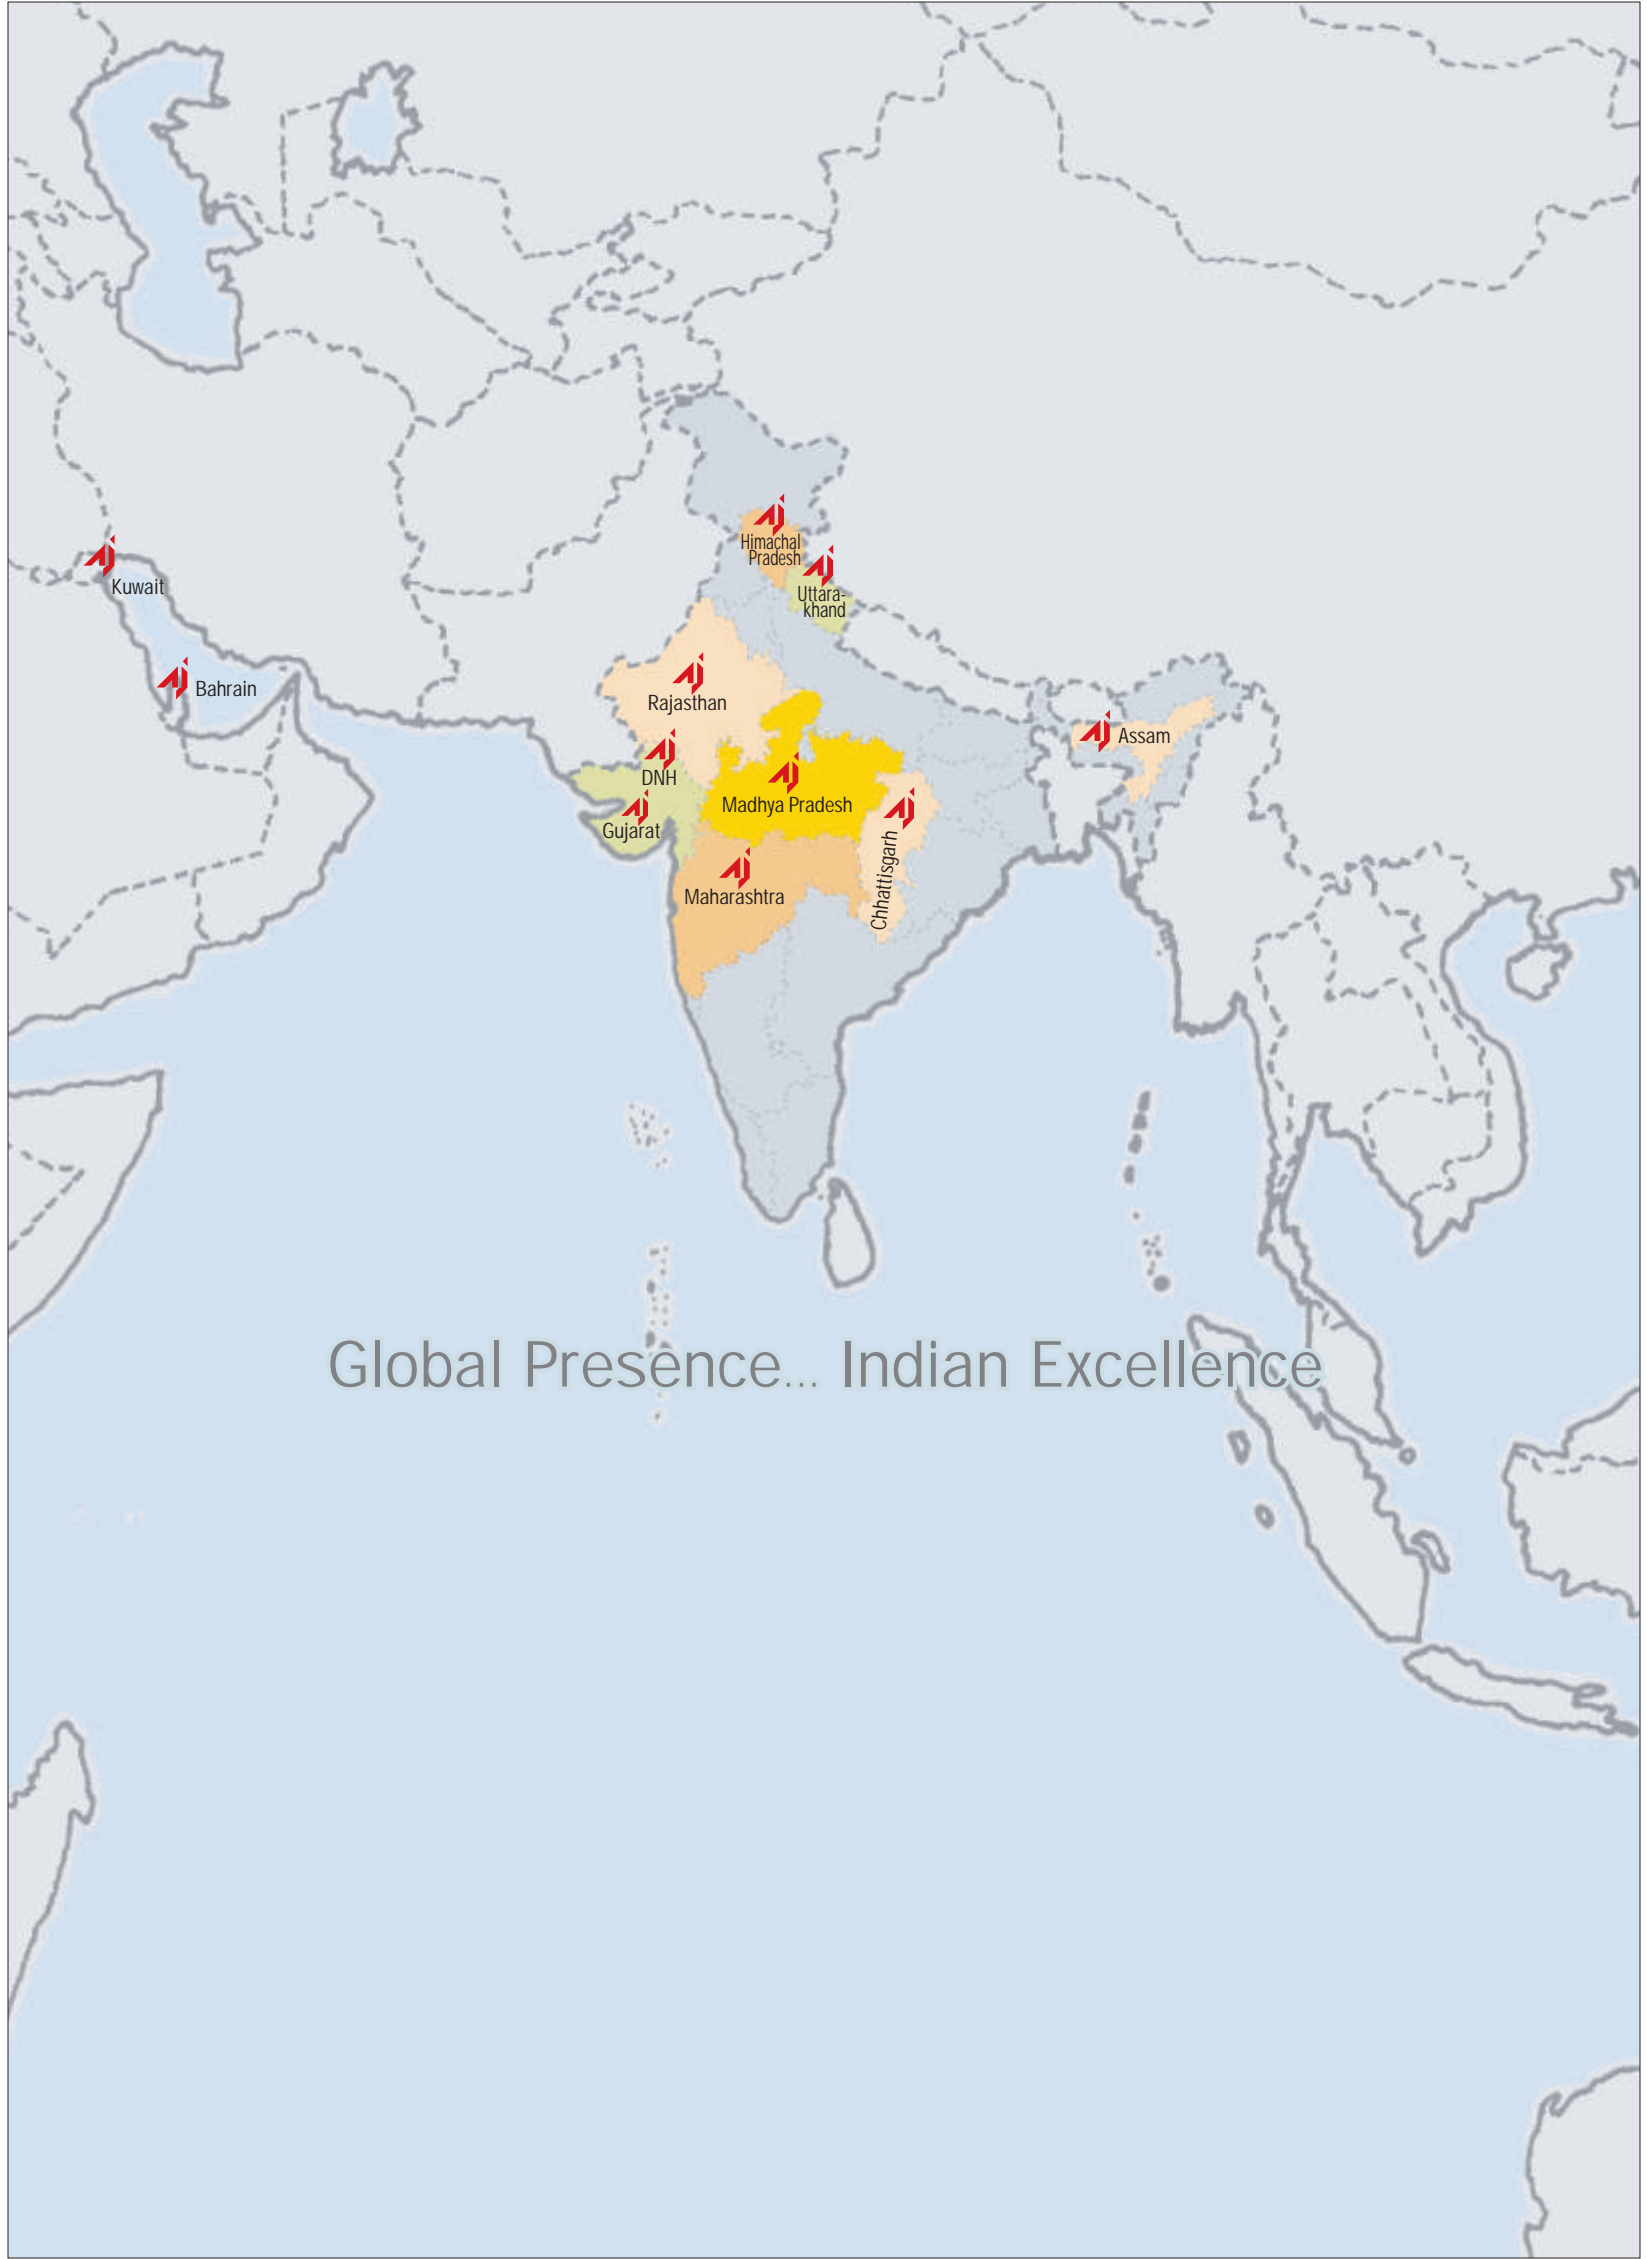 Himachal
Pradesh
Kuwait
Uttara-
khand
Bahrain
Rajasthan
Assam
DNH
Madhya Pradesh
Gujarat
Chhattisgarh
Maharashtra
Global Presence... Indian Excellence